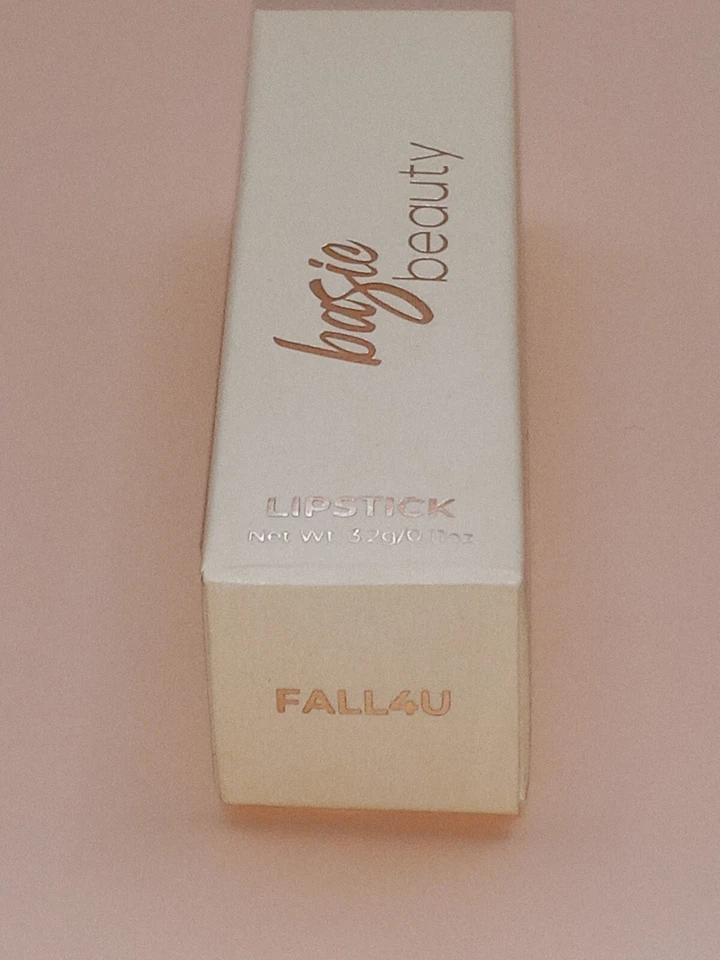 basic
beauty
LIPSTICK
Net Wt. 3.2g/0.11oz
FALL4U